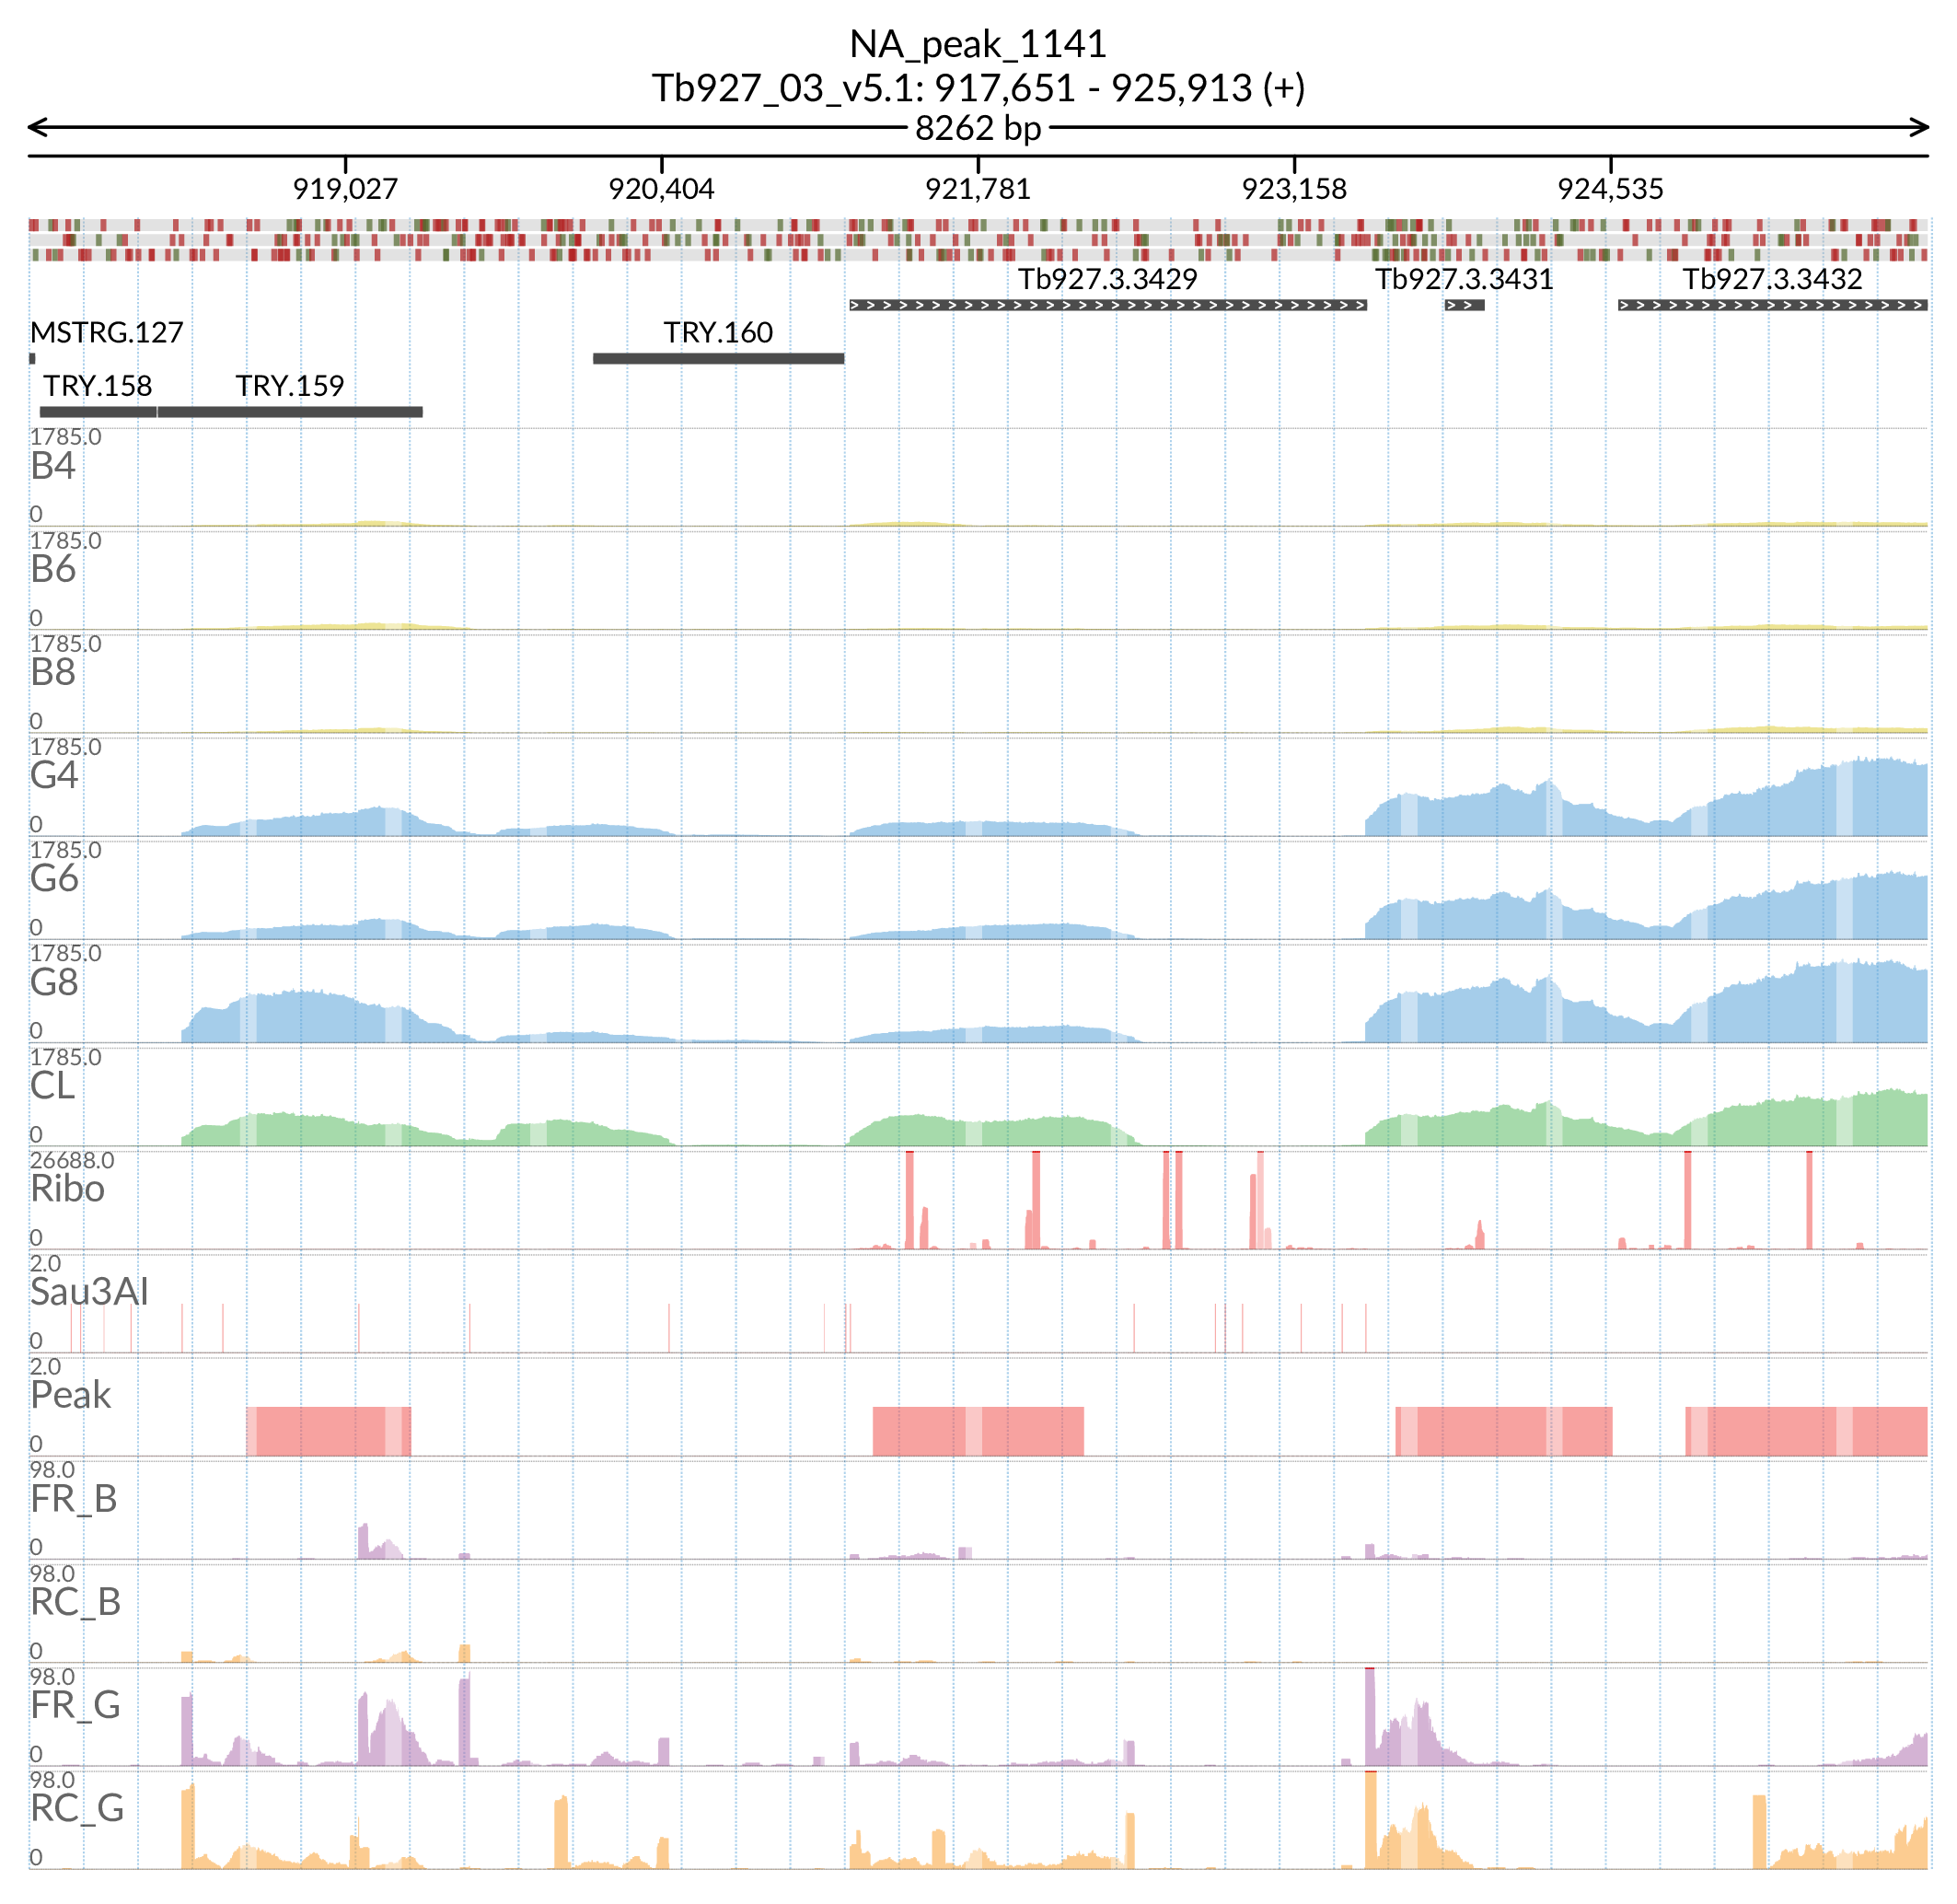 NA_peak_1141
Tb927_03_v5.1: 917,651 - 925,913 (+)
8262 bp
919,027 920,404 921,781 923,158 924,535
Tb927.3.3429 Tb927.3.3431 Tb927.3.3432
MSTRG.127 TRY.160
TRY.158 TRY.159
1785.0
B4
0
1785.0
B6
0
1785.0
B8
0
1785.0
G4
0
1785.0
G6
0
1785.0
G8
0
1785.0
CL
0
26688.0
Ribo
0
2.0
Sau3AI
0
2.0
Peak
0
98.0
FR_B
0
98.0
RC_B
0
98.0
FR_G
0
98.0
RC_G
0